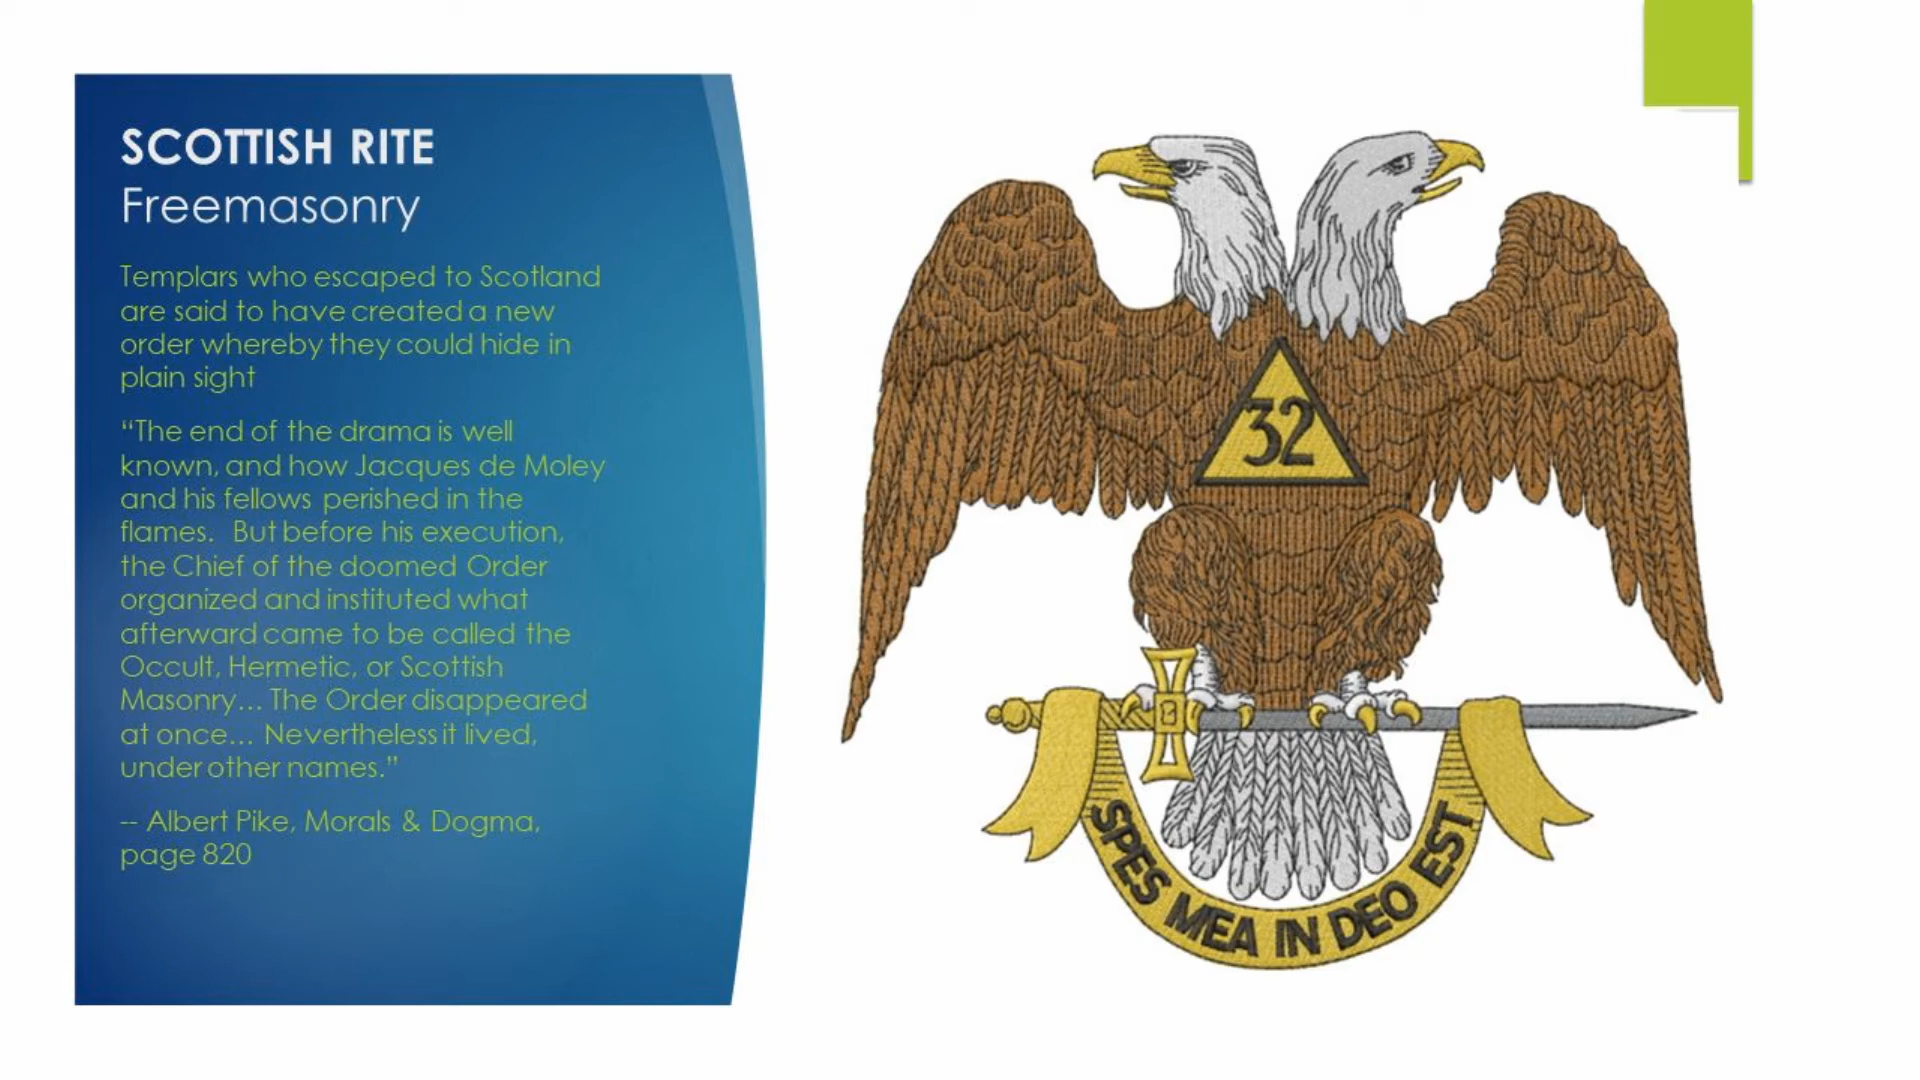 SCOTTISH RITE
Freemasonry
Templars who escaped to Scotland
are said to have created a new
order whereby they could hide in
plain sight
“The end of the drama is well
known, and how Jacques de Moley
and his fellows perished in the
flames. But before his execution,
the Chief of the doomed Order
organized and instituted what
afterward came to be called the
Occult, Hermetic, or Scottish
Masonry… The Order disappeared
at once… Nevertheless it lived,
under other names.”
-- Albert Pike, Morals & Dogma,
page 820
32
SPES MEA IN DEO EST